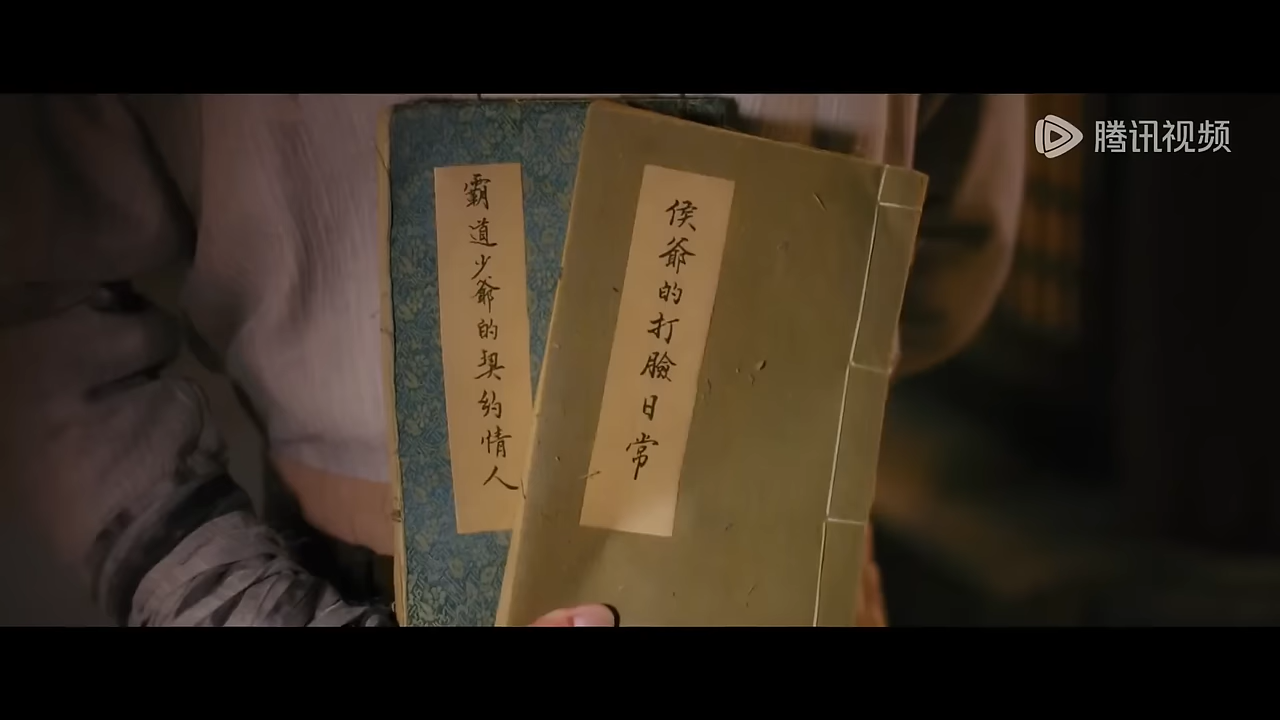 腾讯视频
侯爺的打臉日常
霸道少爺的契約情人